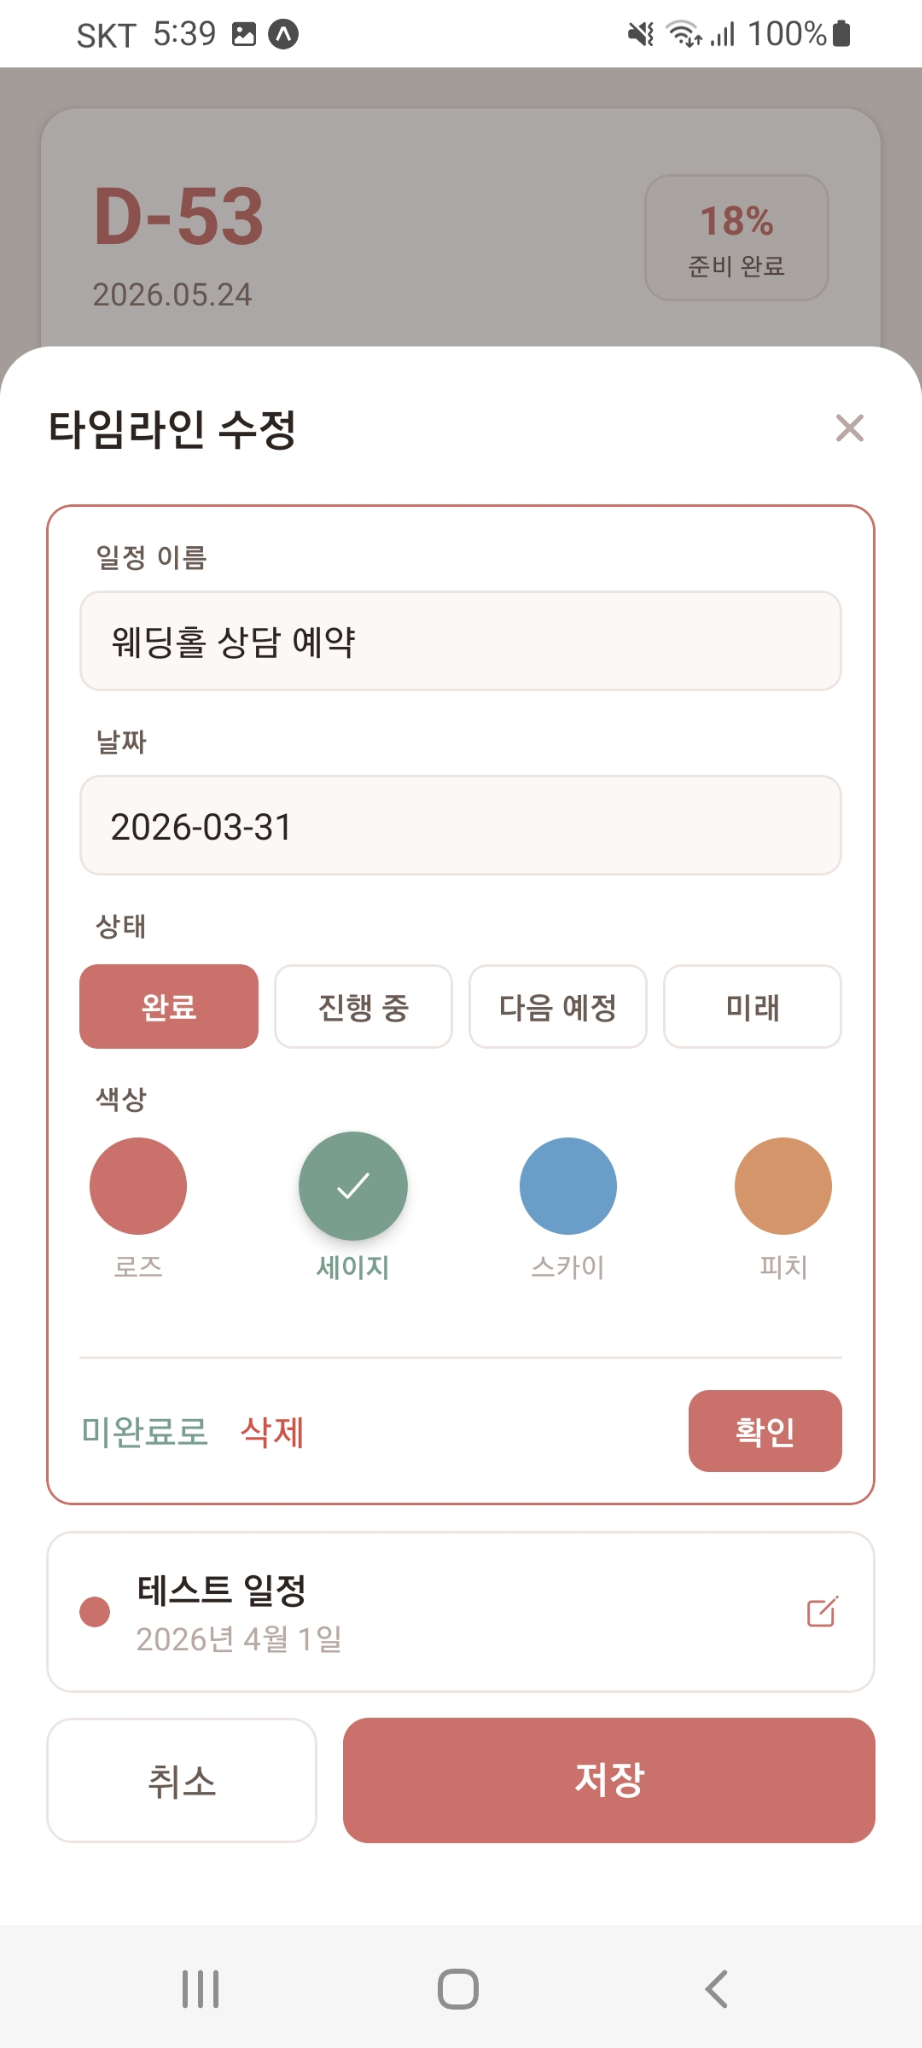 SKT 5:39 100%
D-53
2026.05.24
18%
준비 완료
타임라인 수정
일정 이름
웨딩홀 상담 예약
날짜
2026-03-31
상태
완료 진행 중 다음 예정 미래
색상
로즈 세이지 스카이 피치
미완료로 삭제 확인
테스트 일정
2026년 4월 1일
취소 저장